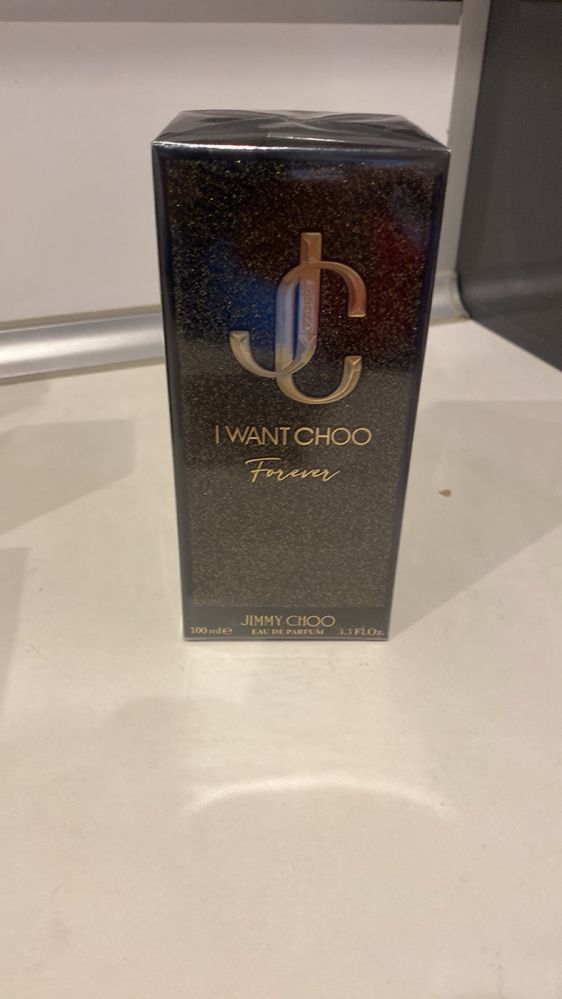 JC
I WANT CHOO
Forever
JIMMY CHOO
100 ml e EAU DE PARFUM 3.3 Fl.Oz.